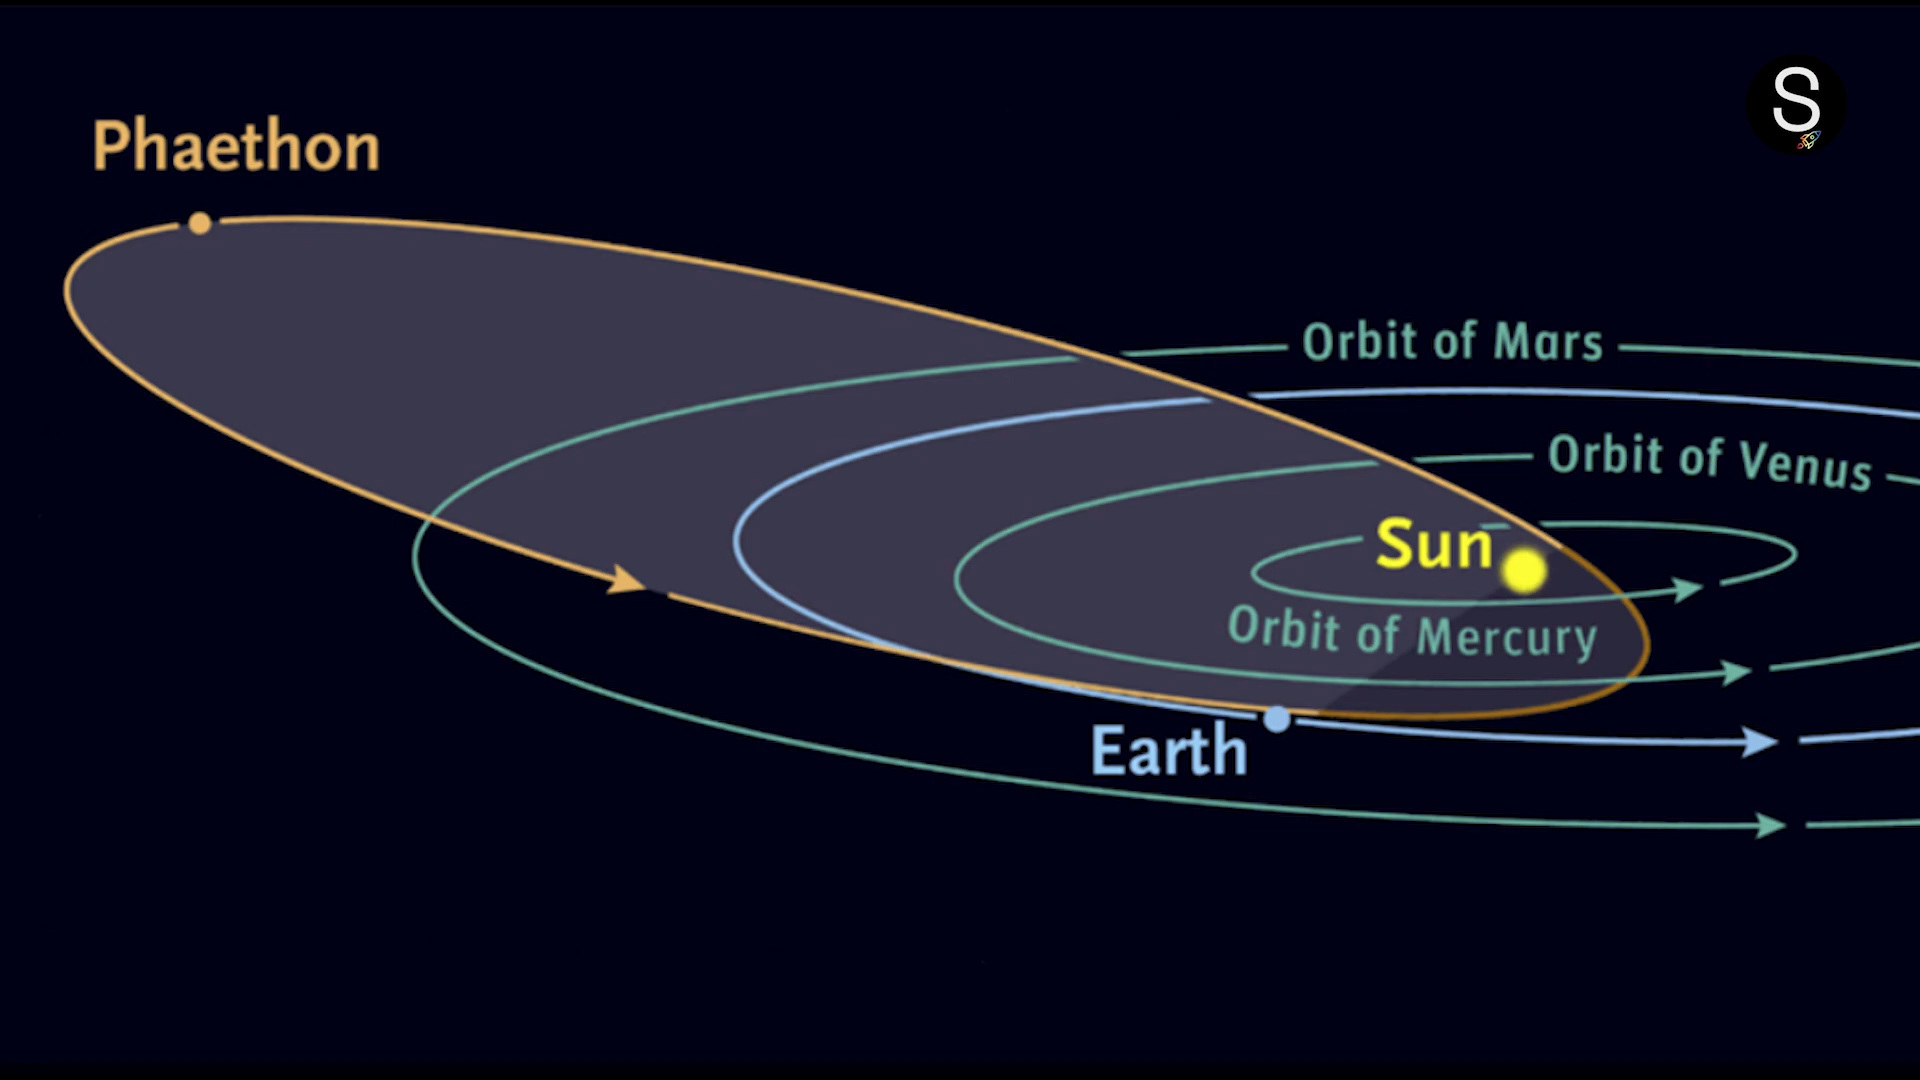 S
Phaethon
Orbit of Mars
Orbit of Venus
Sun
Orbit of Mercury
Earth